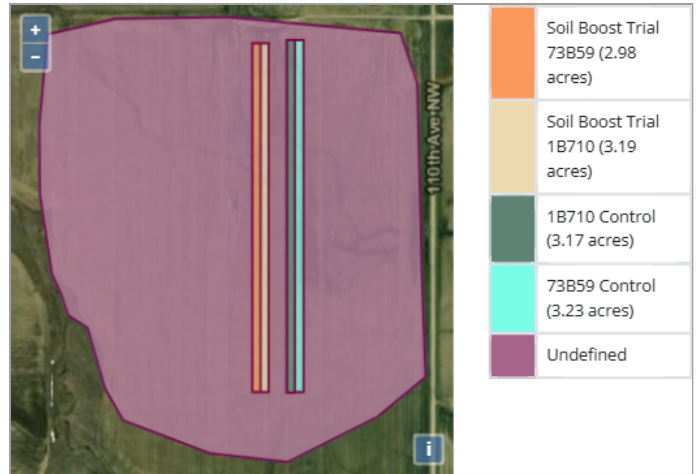 +
−
110th Ave NW
i
Soil Boost Trial
73B59 (2.98
acres)
Soil Boost Trial
1B710 (3.19
acres)
1B710 Control
(3.17 acres)
73B59 Control
(3.23 acres)
Undefined